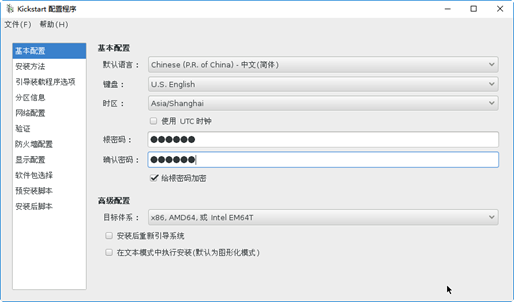 Kickstart 配置程序
文件(F) 帮助(H)
基本配置
安装方法
引导装载程序选项
分区信息
网络配置
验证
防火墙配置
显示配置
软件包选择
预安装脚本
安装后脚本
基本配置
默认语言： Chinese (P.R. of China) - 中文(简体)
键盘： U.S. English
时区： Asia/Shanghai
使用 UTC 时钟
根密码： ●●●●●●
确认密码： ●●●●●●
给根密码加密
高级配置
目标体系： x86, AMD64, 或 Intel EM64T
安装后重新引导系统
在文本模式中执行安装(默认为图形化模式)